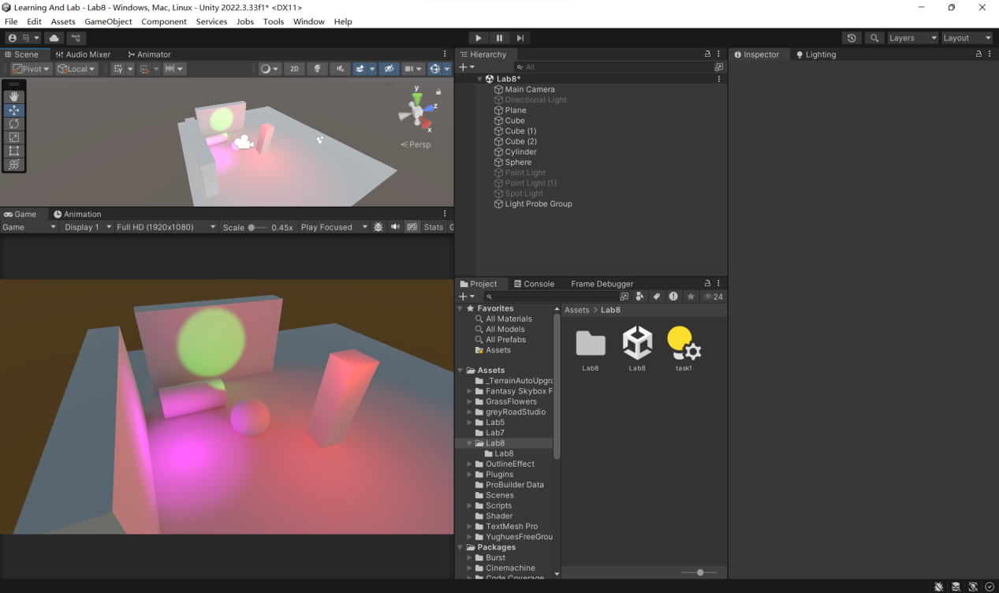 Learning And Lab - Lab8 - Windows, Mac, Linux - Unity 2022.3.33f1* <DX11>
File Edit Assets GameObject Component Services Jobs Tools Window Help
马 Layers Layout
Scene Audio Mixer Animator
Pivot Local 2D
y
z
x
Persp
Game Animation
Game Display 1 Full HD (1920x1080) Scale 0.45x Play Focused Stats G
Hierarchy
All
Lab8*
Main Camera
Directional Light
Plane
Cube
Cube (1)
Cube (2)
Cylinder
Sphere
Point Light
Point Light (1)
Spot Light
Light Probe Group
Project Console Frame Debugger
24
Favorites
All Materials
All Models
All Prefabs
Assets
Assets
_TerrainAutoUpgra
Fantasy Skybox F
GrassFlowers
greyRoadStudio
Lab5
Lab7
Lab8
Lab8
OutlineEffect
Plugins
ProBuilder Data
Scenes
Scripts
Shader
TextMesh Pro
YughuesFreeGrou
Packages
Burst
Cinemachine
Code Coverage
Assets > Lab8
Lab8 Lab8 task1
Inspector Lighting